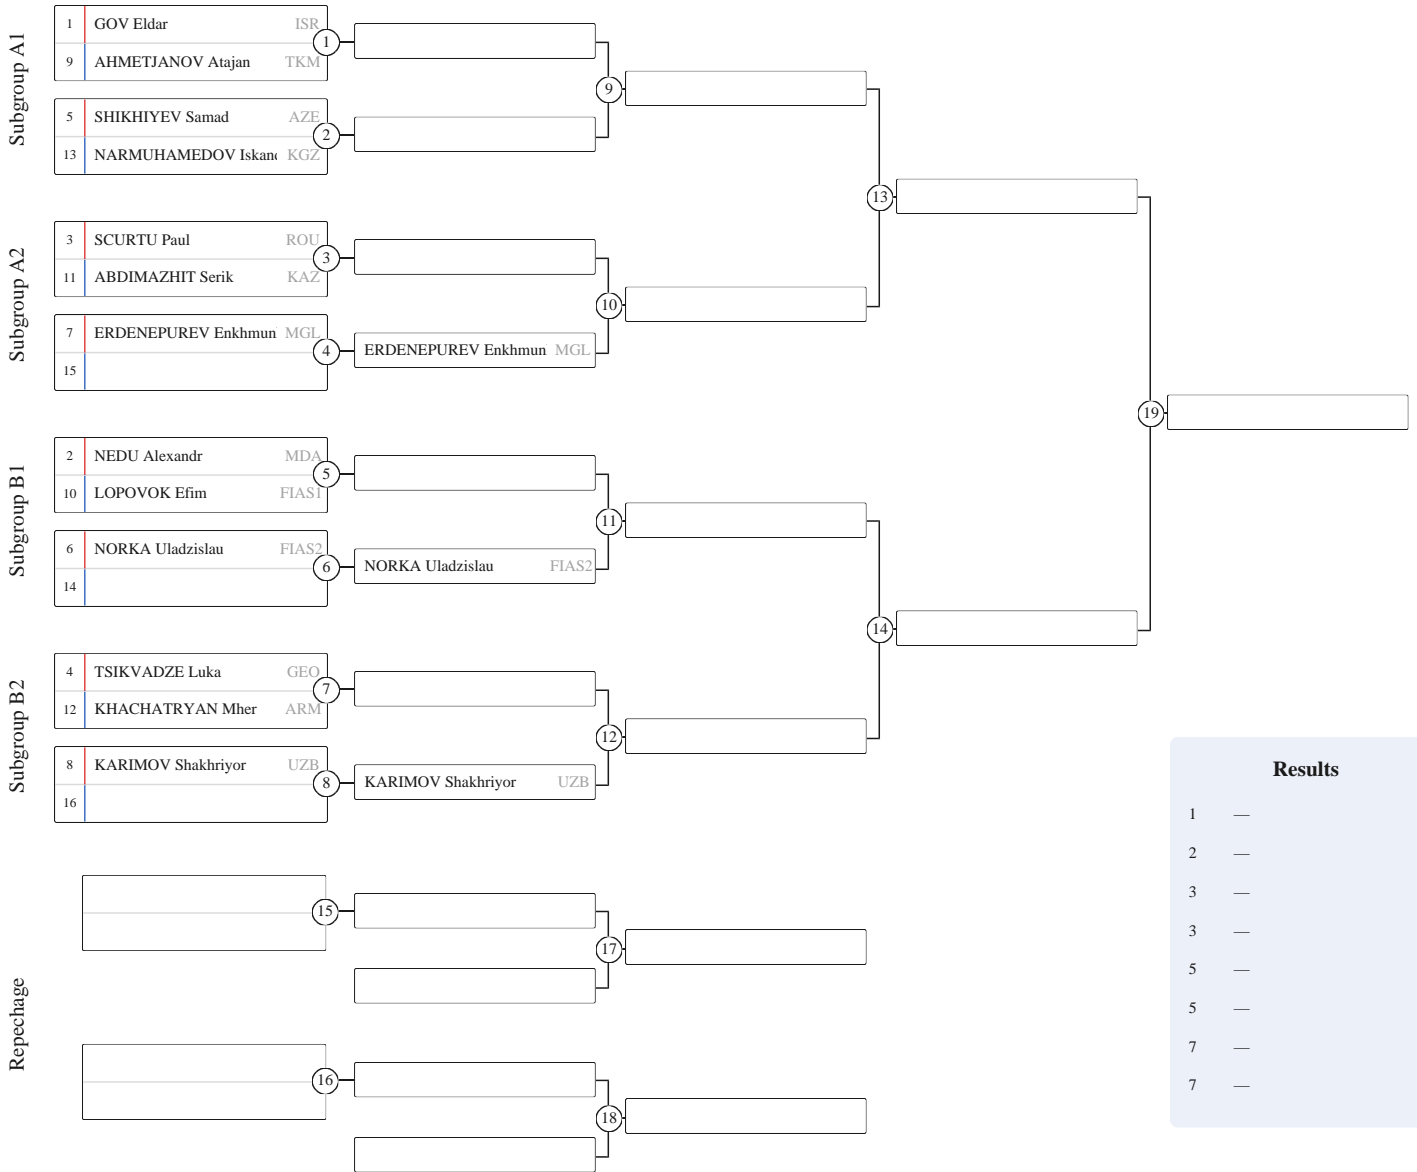 Subgroup A1
1 GOV Eldar ISR
9 AHMETJANOV Atajan TKM
1
5 SHIKHIYEV Samad AZE
13 NARMUHAMEDOV Iskan KGZ
2
9
Subgroup A2
3 SCURTU Paul ROU
11 ABDIMAZHIT Serik KAZ
3
7 ERDENEPUREV Enkhmun MGL
15
4
ERDENEPUREV Enkhmun MGL
10
13
Subgroup B1
2 NEDU Alexandr MDA
10 LOPOVOK Efim FIAS1
5
6 NORKA Uladzislau FIAS2
14
6
NORKA Uladzislau FIAS2
11
Subgroup B2
4 TSIKVADZE Luka GEO
12 KHACHATRYAN Mher ARM
7
8 KARIMOV Shakhriyor UZB
16
8
KARIMOV Shakhriyor UZB
12
14
19
Repechage
15
17
16
18
Results
1 —
2 —
3 —
3 —
5 —
5 —
7 —
7 —